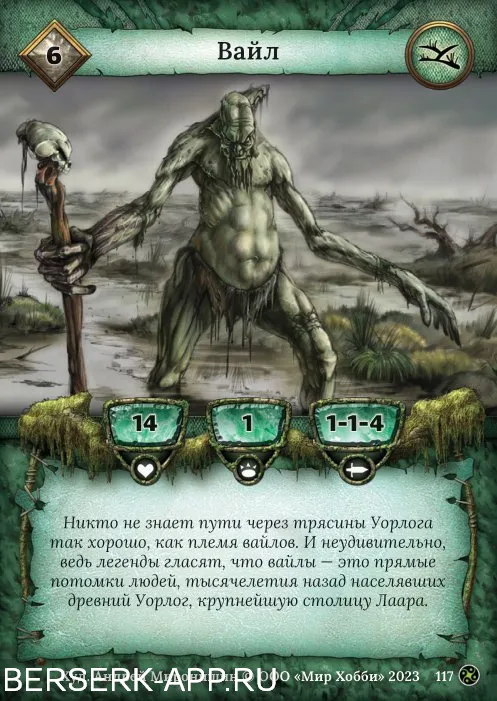 6
Вайл
14
1
1-1-4
Никто не знает пути через трясины Уорлога
так хорошо, как племя вайлов. И неудивительно,
ведь легенды гласят, что вайлы — это прямые
потомки людей, тысячелетия назад населявших
древний Уорлог, крупнейшую столицу Лаара.
© ООО «Мир Хобби» 2023 117
BERSERK-APP.RU